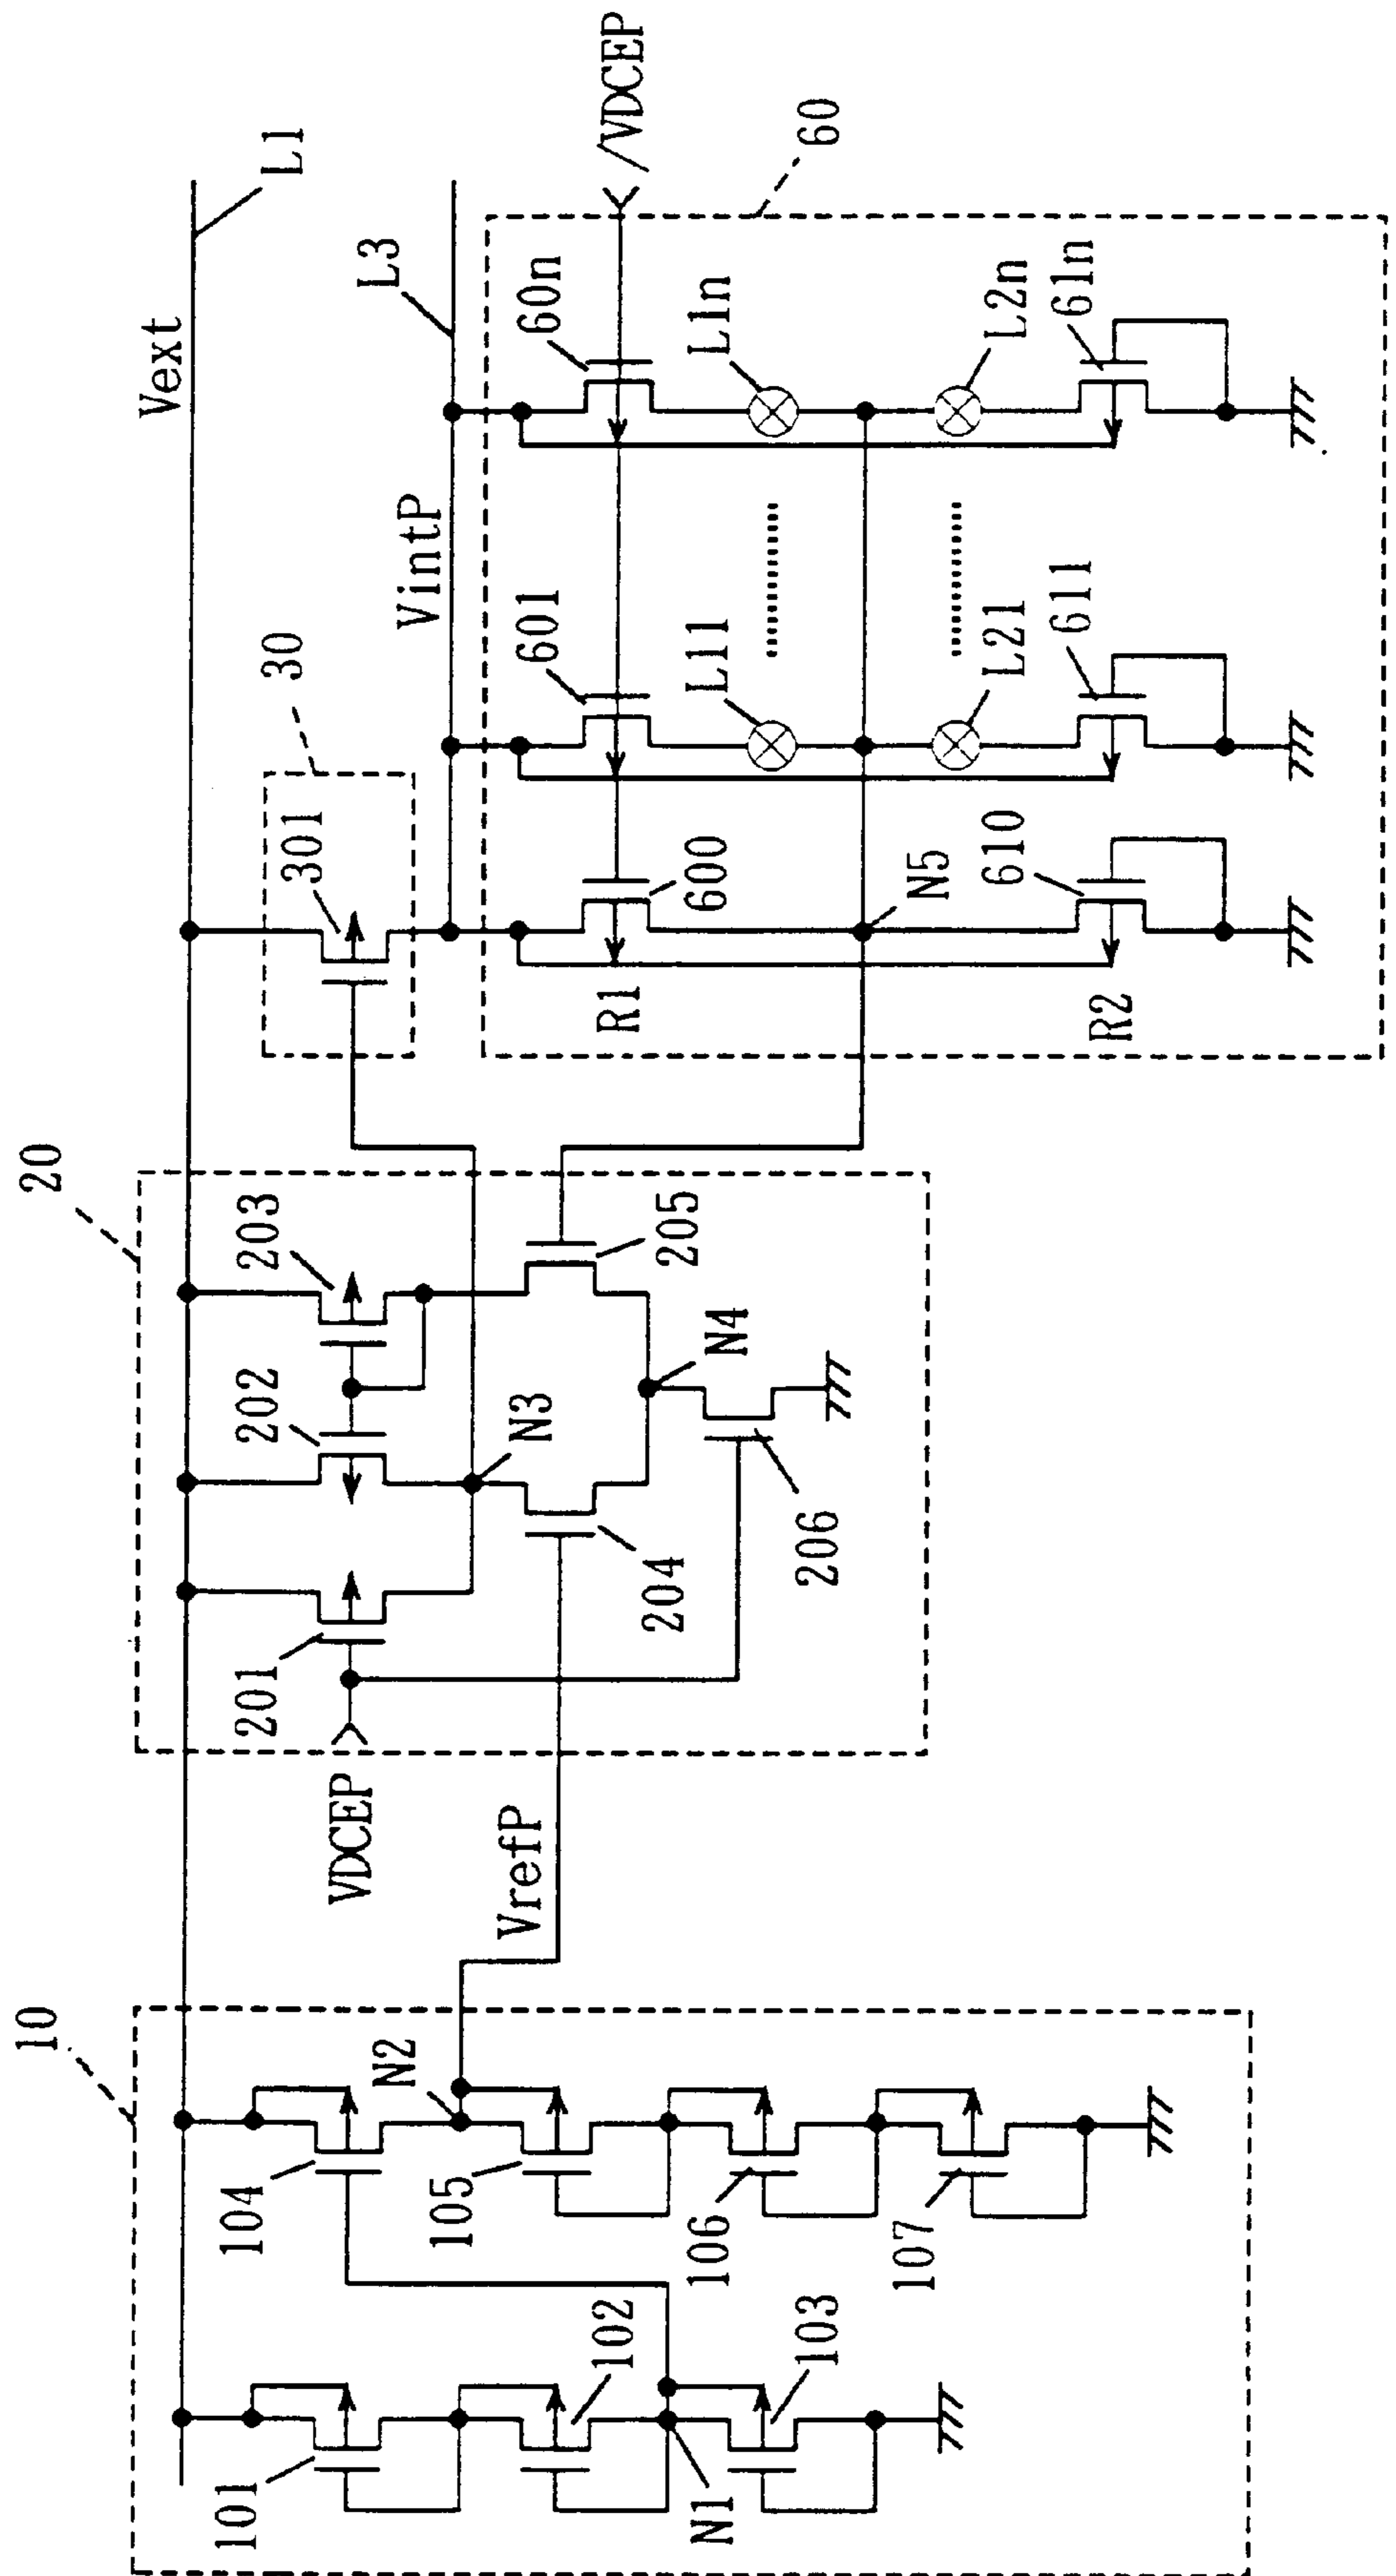 Vext
L1
10
101
102
103
N1
104
N2
105
106
107
VrefP
VDCEP
20
201
202
203
N3
204
205
N4
206
30
301
VintP
L3
60
/VDCEP
R1
600
601
60n
L11
L1n
N5
L21
L2n
R2
610
611
61n